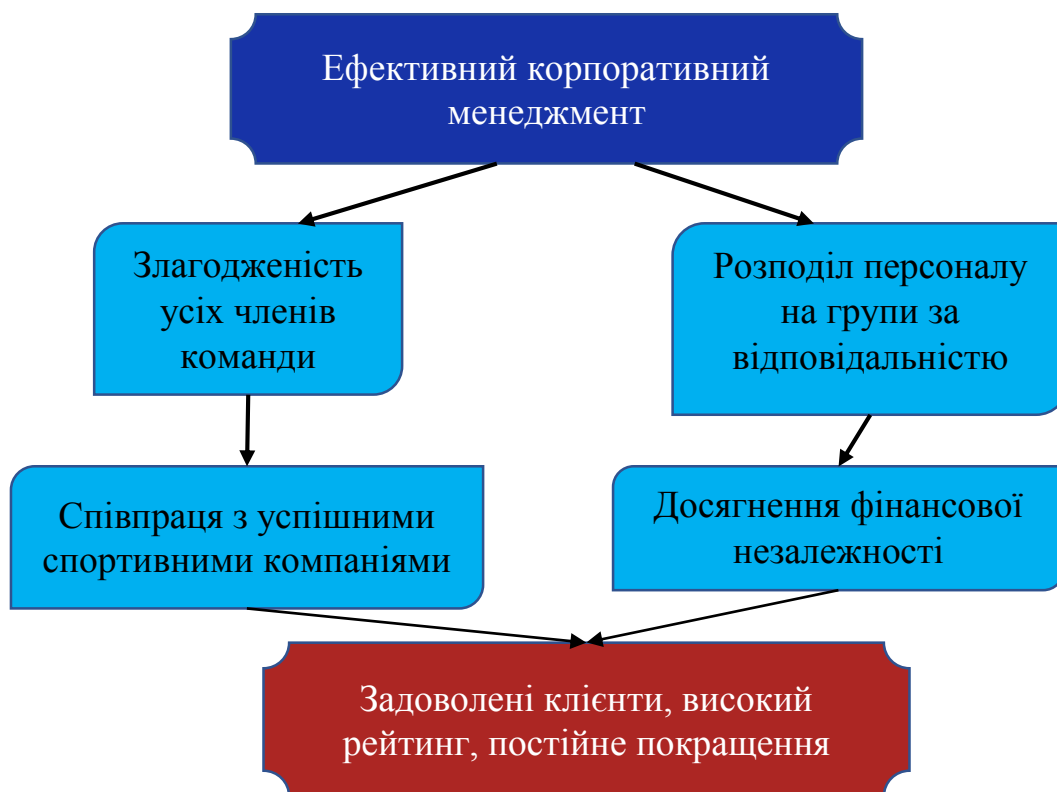 Ефективний корпоративний
менеджмент
Злагодженість
усіх членів
команди
Розподіл персоналу
на групи за
відповідальністю
Співпраця з успішними
спортивними компаніями
Досягнення фінансової
незалежності
Задоволені клієнти, високий
рейтинг, постійне покращення